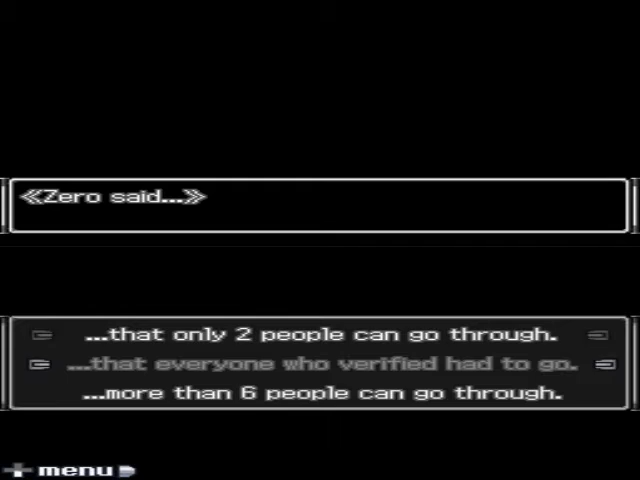 ≪Zero said...≫
...that only 2 people can go through.
...that everyone who verified had to go.
...more than 6 people can go through.
menu